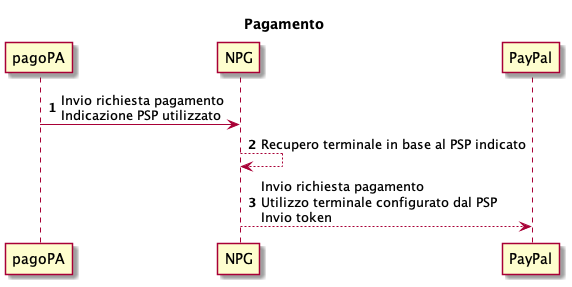 Pagamento
pagoPA
NPG
PayPal
1 Invio richiesta pagamento
Indicazione PSP utilizzato
2 Recupero terminale in base al PSP indicato
Invio richiesta pagamento
3 Utilizzo terminale configurato dal PSP
Invio token
pagoPA
NPG
PayPal